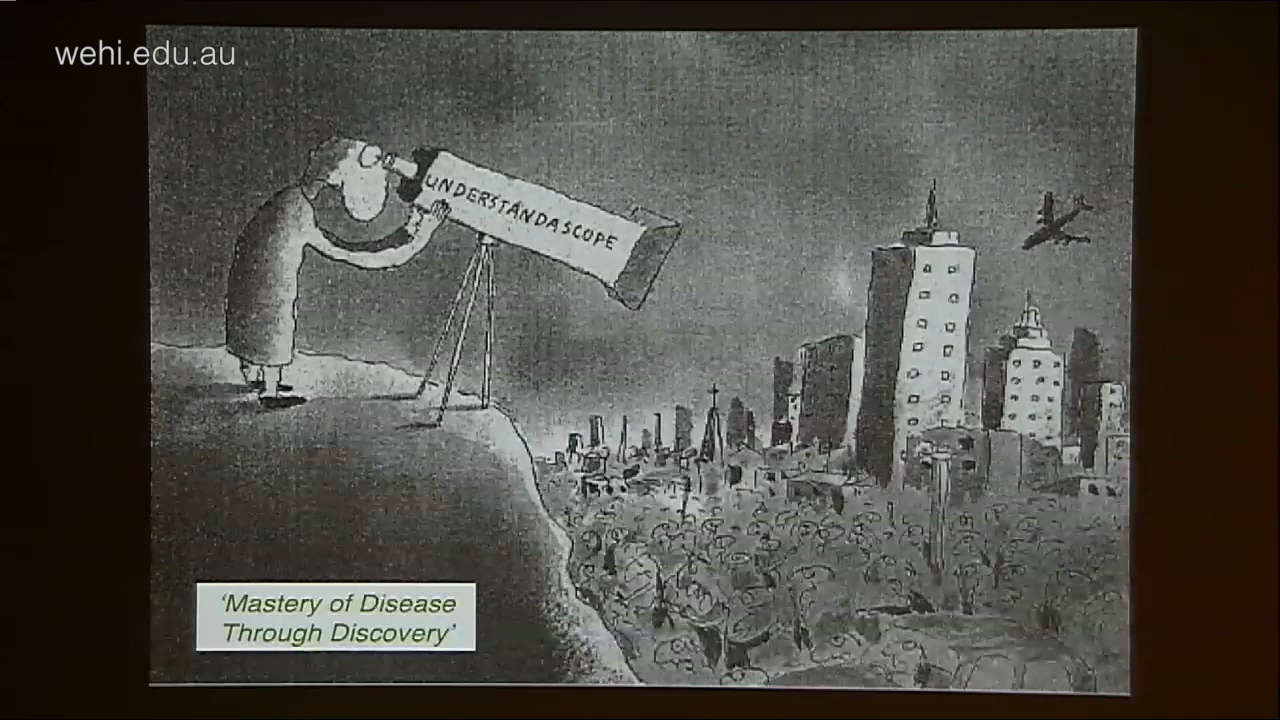 wehi.edu.au
UNDERSTANDASCOPE
‘Mastery of Disease
Through Discovery’